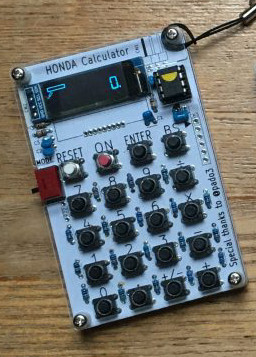 HONDA Calculator
R 0.
ENTER BS
MODE RESET ON
7 8 9 ÷
4 5 6 ×
1 2 3 -
0 . +/- +
Special thanks to @pado3